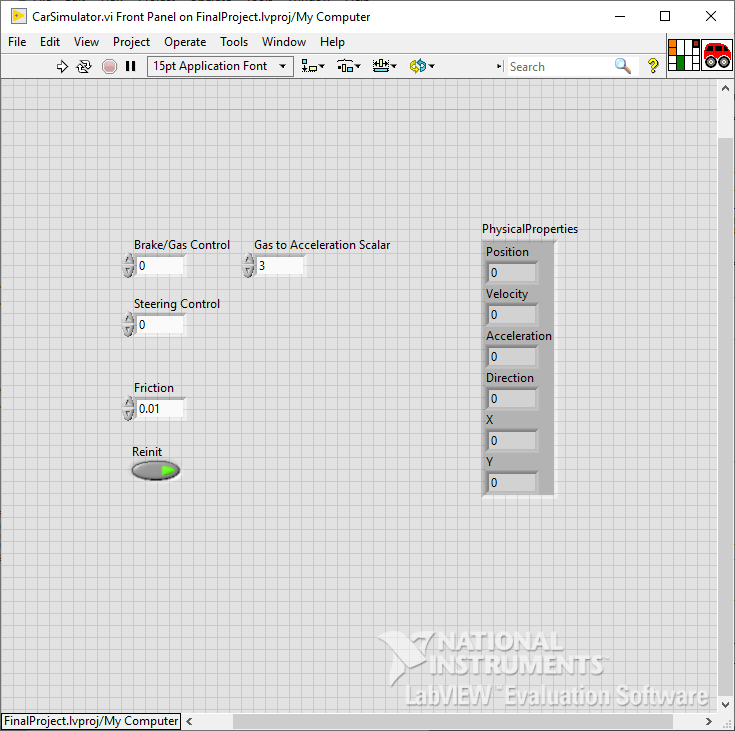 CarSimulator.vi Front Panel on FinalProject.lvproj/My Computer
File Edit View Project Operate Tools Window Help
15pt Application Font
Search
?
Brake/Gas Control
0
Gas to Acceleration Scalar
3
Steering Control
0
Friction
0.01
Reinit
PhysicalProperties
Position
0
Velocity
0
Acceleration
0
Direction
0
X
0
Y
0
NATIONAL
INSTRUMENTS™
LabVIEW™ Evaluation Software
FinalProject.lvproj/My Computer